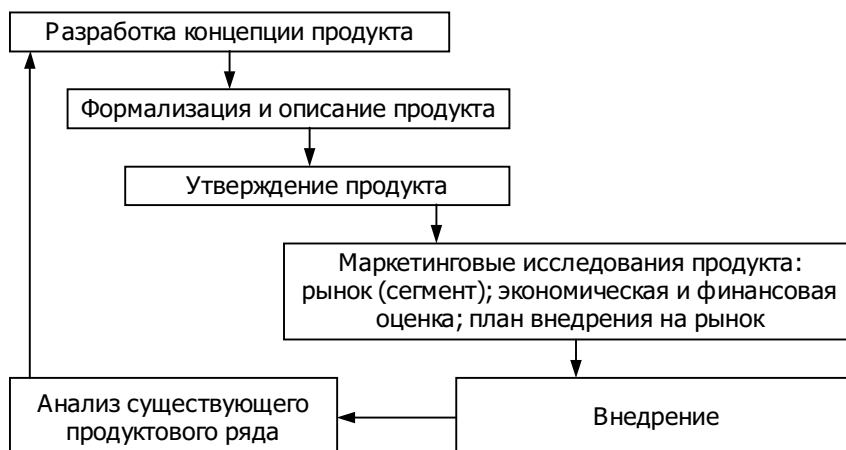 Разработка концепции продукта
Формализация и описание продукта
Утверждение продукта
Маркетинговые исследования продукта:
рынок (сегмент); экономическая и финансовая
оценка; план внедрения на рынок
Анализ существующего
продуктового ряда
Внедрение